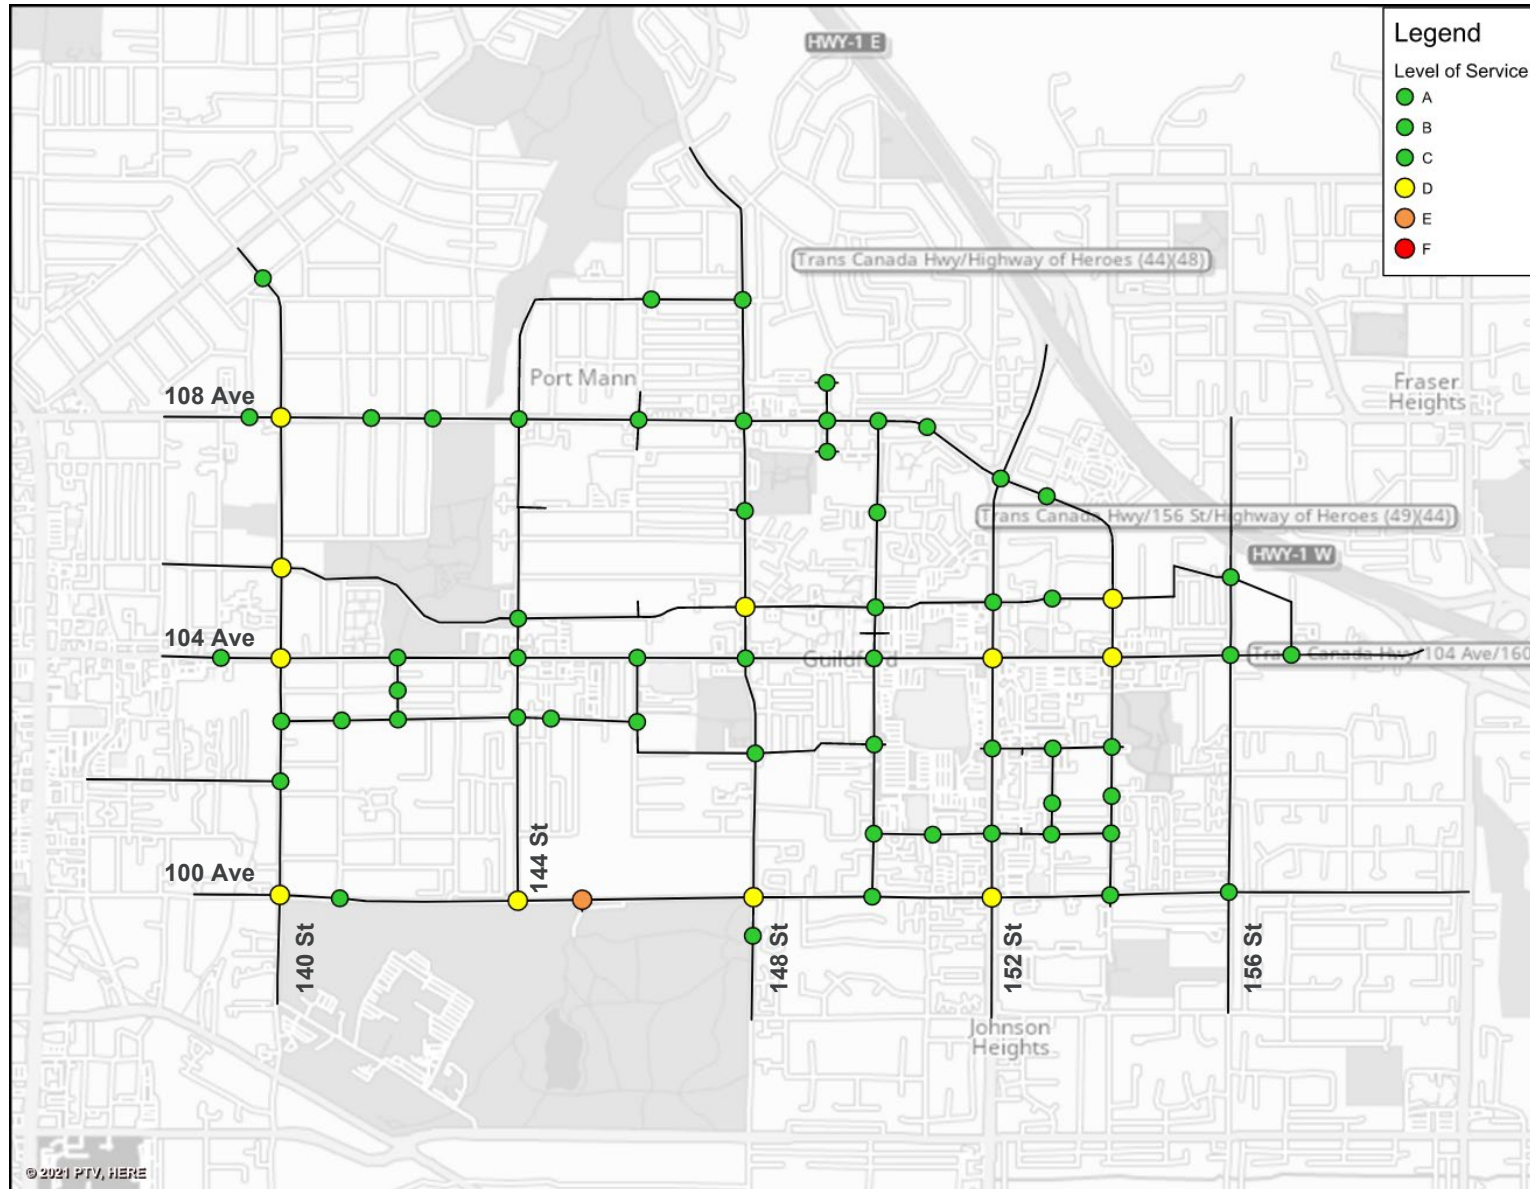 HWY-1 E
Legend
Level of Service
A
B
C
D
E
F
Trans Canada Hwy/Highway of Heroes (44)(48)
Port Mann
Fraser
Heights
108 Ave
Trans Canada Hwy/156 St/Highway of Heroes (49)(44)
HWY-1 W
104 Ave
Guildford
Trans Canada Hwy/104 Ave/160
100 Ave
144 St
140 St
148 St
152 St
156 St
Johnson
Heights
© 2021 PTV, HERE